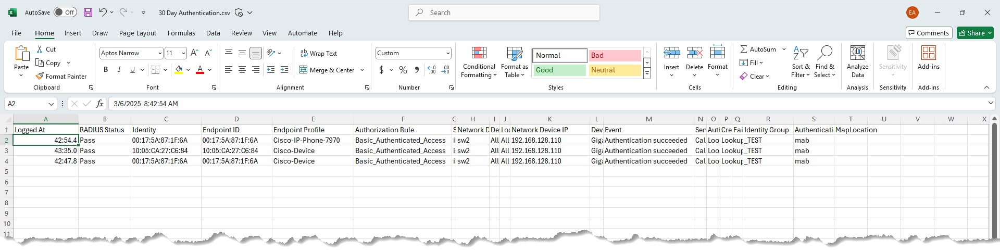 AutoSave Off 30 Day Authentication.csv Search EA
File Home Insert Draw Page Layout Formulas Data Review View Automate Help Comments Share
Paste Cut Copy Format Painter Clipboard
Aptos Narrow 11 B I U A Font
Wrap Text Merge & Center Alignment
Custom $ % Number
Conditional Formatting Format as Table Normal Bad Good Neutral Styles
Insert Delete Format Cells
AutoSum Fill Clear Sort & Filter Find & Select Editing
Analyze Data Analysis
Sensitivity Sensitivity
Add-ins Add-ins
A2 fx 3/6/2025 8:42:54 AM
A B C D E F G H I J K L M N O P Q R S T U V W X
1 Logged At RADIUS Status Identity Endpoint ID Endpoint Profile Authorization Rule S Network D De Loc Network Device IP Dev Event Ser Auth Cre Fai Identity Group Authenticati MapLocation
2 42:54.4 Pass 00:17:5A:87:1F:6A 00:17:5A:87:1F:6A Cisco-IP-Phone-7970 Basic_Authenticated_Access i sw2 All All 192.168.128.110 Giga Authentication succeeded Cal Loo Lookup _TEST mab
3 43:35.0 Pass 10:05:CA:27:C6:84 10:05:CA:27:C6:84 Cisco-Device Basic_Authenticated_Access i sw2 All All 192.168.128.110 Giga Authentication succeeded Cal Loo Lookup _TEST mab
4 42:47.8 Pass 00:17:5A:87:1F:6A 00:17:5A:87:1F:6A Cisco-Device Basic_Authenticated_Access i sw2 All All 192.168.128.110 Giga Authentication succeeded Cal Loo Lookup _TEST mab
5
6
7
8
9
10
11